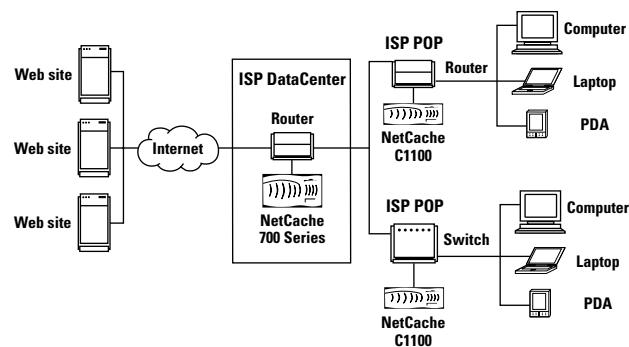 Web site
Web site
Web site
Internet
ISP DataCenter
Router
NetCache
700 Series
ISP POP
Router
NetCache
C1100
Computer
Laptop
PDA
ISP POP
Switch
NetCache
C1100
Computer
Laptop
PDA